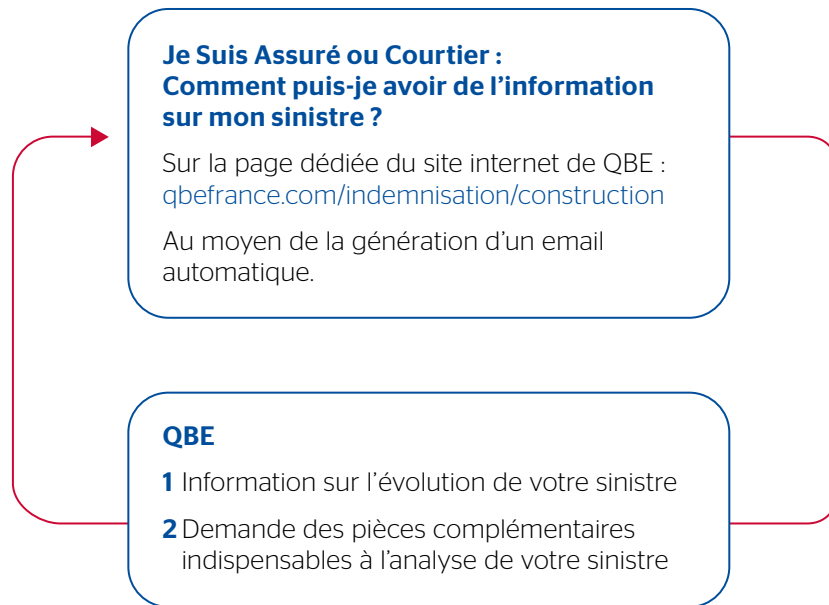 Je Suis Assuré ou Courtier :
Comment puis-je avoir de l’information
sur mon sinistre ?
Sur la page dédiée du site internet de QBE :
qbefrance.com/indemnisation/construction
Au moyen de la génération d’un email
automatique.
QBE
1 Information sur l’évolution de votre sinistre
2 Demande des pièces complémentaires
indispensables à l’analyse de votre sinistre